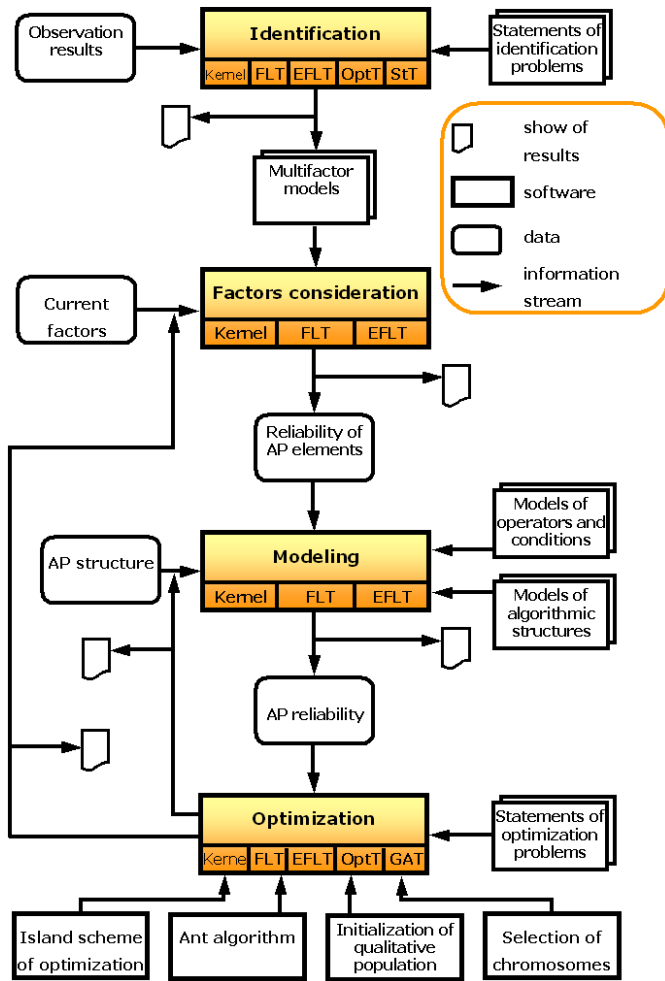 Observation
results
Identification
Kernel FLT EFLT OptT StT
Statements of
identification
problems
show of
results
software
data
information
stream
Multifactor
models
Current
factors
Factors consideration
Kernel FLT EFLT
Reliability of
AP elements
AP structure
Modeling
Kernel FLT EFLT
Models of
operators and
conditions
Models of
algorithmic
structures
AP reliability
Optimization
Kerne FLT EFLT OptT GAT
Statements of
optimization
problems
Island scheme
of optimization
Ant algorithm
Initialization of
qualitative
population
Selection of
chromosomes